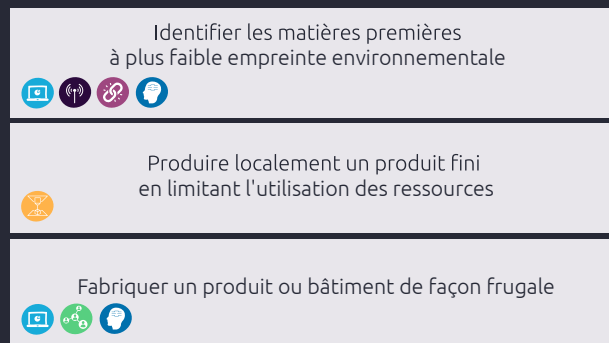 Identifier les matières premières
à plus faible empreinte environnementale
Produire localement un produit fini
en limitant l'utilisation des ressources
Fabriquer un produit ou bâtiment de façon frugale